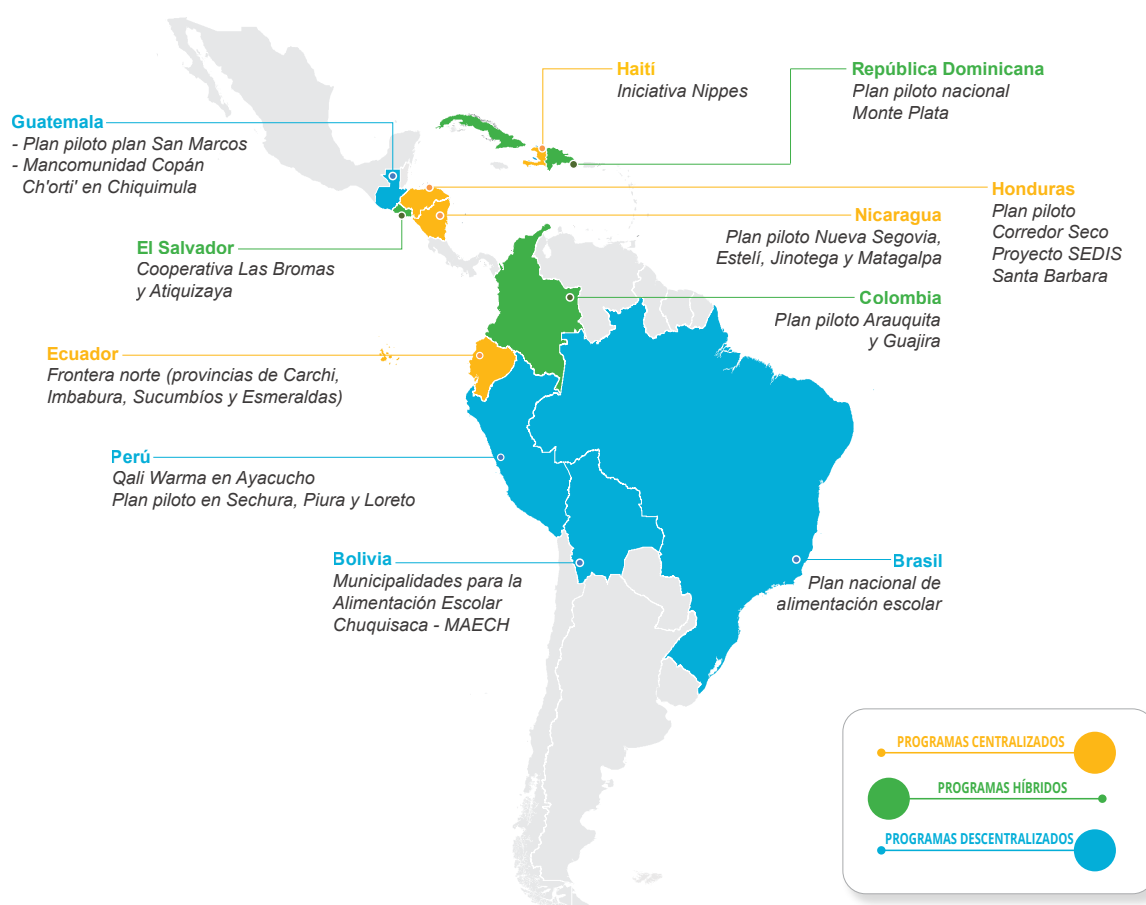 Haití
Iniciativa Nippes
República Dominicana
Plan piloto nacional
Monte Plata
Guatemala
- Plan piloto plan San Marcos
- Mancomunidad Copán
Ch'orti' en Chiquimula
Honduras
Plan piloto
Corredor Seco
Proyecto SEDIS
Santa Barbara
Nicaragua
Plan piloto Nueva Segovia,
Estelí, Jinotega y Matagalpa
El Salvador
Cooperativa Las Bromas
y Atiquizaya
Colombia
Plan piloto Arauquita
y Guajira
Ecuador
Frontera norte (provincias de Carchi,
Imbabura, Sucumbíos y Esmeraldas)
Perú
Qali Warma en Ayacucho
Plan piloto en Sechura, Piura y Loreto
Bolivia
Municipalidades para la
Alimentación Escolar
Chuquisaca - MAECH
Brasil
Plan nacional de
alimentación escolar
PROGRAMAS CENTRALIZADOS
PROGRAMAS HÍBRIDOS
PROGRAMAS DESCENTRALIZADOS